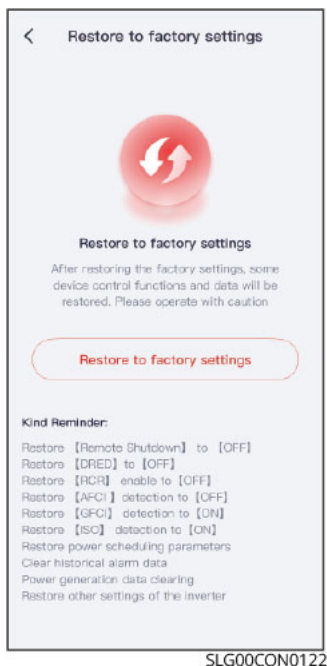 Restore to factory settings
Restore to factory settings
After restoring the factory settings, some
device control functions and data will be
restored. Please operate with caution
Restore to factory settings
Kind Reminder:
Restore 【Remote Shutdown】 to 【OFF】
Restore 【DRED】 to 【OFF】
Restore 【RCR】 enable to 【OFF】
Restore 【AFCI 】 detection to 【OFF】
Restore 【GFCI】 detection to 【ON】
Restore 【ISO】 detection to 【ON】
Restore power scheduling parameters
Clear historical alarm data
Power generation data clearing
Restore other settings of the inverter
SLG00CON0122